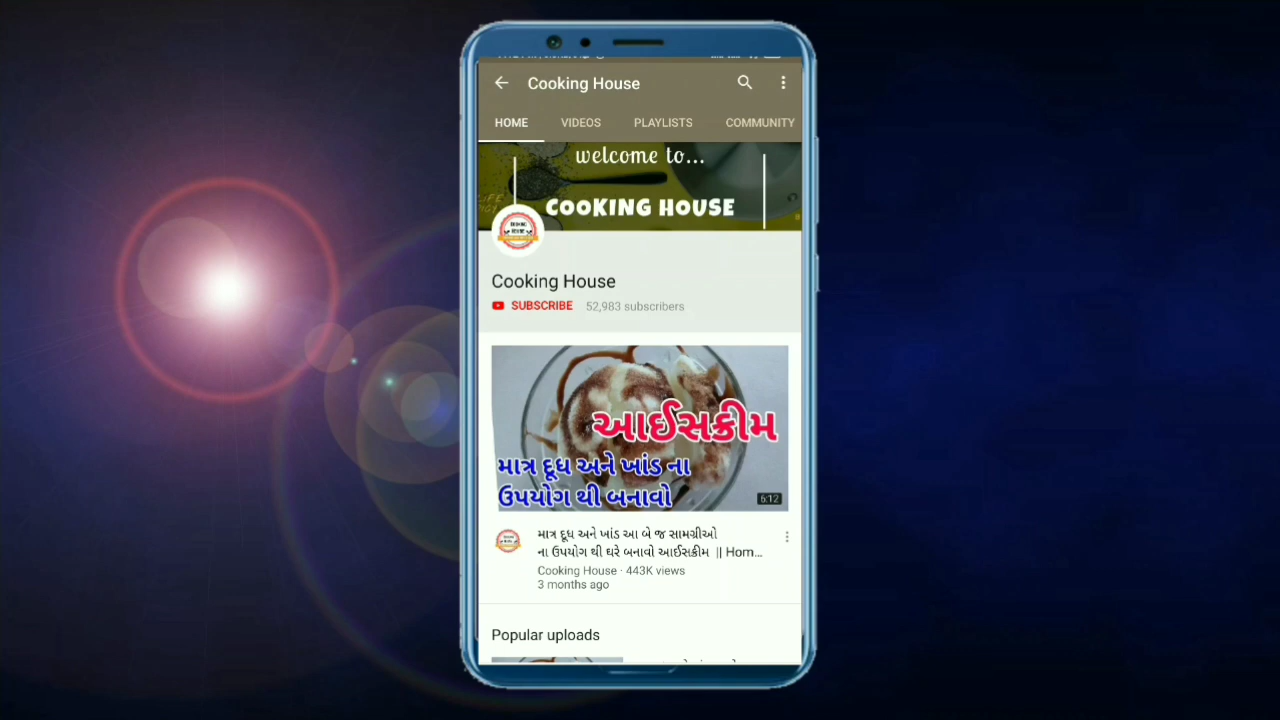 Cooking House
HOME VIDEOS PLAYLISTS COMMUNITY
welcome to...
COOKING HOUSE
Cooking House
SUBSCRIBE 52,983 subscribers
આઈસક્રીમ
માત્ર દૂધ અને ખાંડ ના
ઉપયોગ થી બનાવો
6:12
માત્ર દૂધ અને ખાંડ આ બે જ સામગ્રીઓ
ના ઉપયોગ થી ઘરે બનાવો આઈસક્રીમ || Hom...
Cooking House · 443K views
3 months ago
Popular uploads